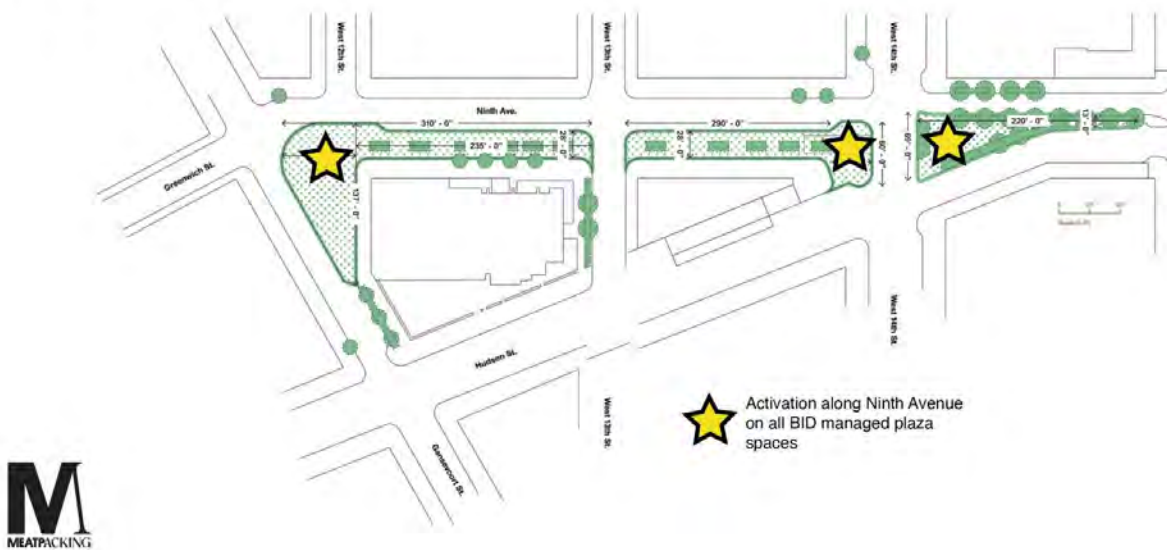 West 12th St.
West 13th St.
West 14th St.
Ninth Ave.
310' - 0"
290' - 0"
220' - 0"
13' - 0"
235' - 0"
28' - 0"
28' - 0"
60' - 0"
60' - 0"
137' - 0"
Greenwich St.
Hudson St.
West 14th St.
West 13th St.
Gansevoort St.
Activation along Ninth Avenue
on all BID managed plaza
spaces
M
MEATPACKING